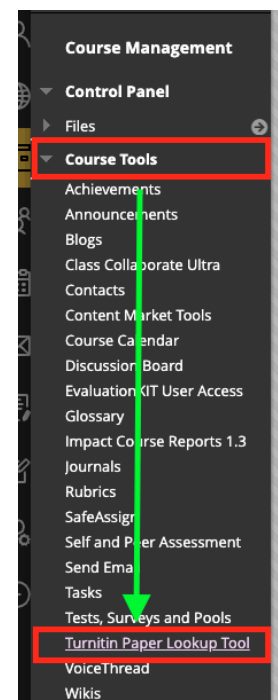 Course Management
Control Panel
Files
Course Tools
Achievements
Announcements
Blogs
Class Collaborate Ultra
Contacts
Content Market Tools
Course Calendar
Discussion Board
EvaluationKIT User Access
Glossary
Impact Course Reports 1.3
Journals
Rubrics
SafeAssign
Self and Peer Assessment
Send Email
Tasks
Tests, Surveys and Pools
Turnitin Paper Lookup Tool
VoiceThread
Wikis